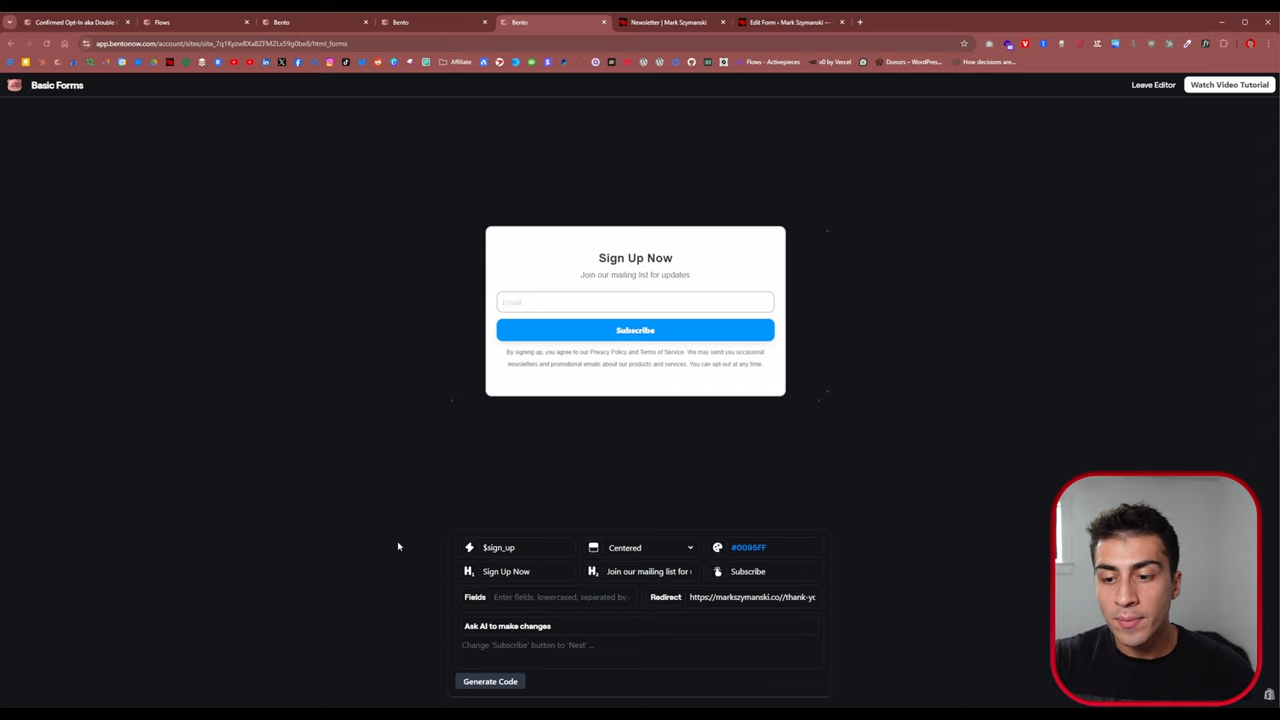 Confirmed Opt-In aka Double
Flows
Bento
Bento
Bento
Newsletter | Mark Szymanski
Edit Form ‹ Mark Szymanski —
app.bentonow.com/account/sites/site_7q1KyzwBXaBZFMZLx59g0be8/html_forms
Affiliate
Flows - Activepieces
v0 by Vercel
Donors – WordPres...
How decisions are...
Basic Forms
Leave Editor
Watch Video Tutorial
Sign Up Now
Join our mailing list for updates
Email
Subscribe
By signing up, you agree to our Privacy Policy and Terms of Service. We may send you occasional
newsletters and promotional emails about our products and services. You can opt-out at any time.
$sign_up
Centered
#0095FF
H1 Sign Up Now
H2 Join our mailing list for
Subscribe
Fields Enter fields, lowercased, separated by
Redirect https://markszymanski.co//thank-yo
Ask AI to make changes
Change 'Subscribe' button to 'Next' ...
Generate Code